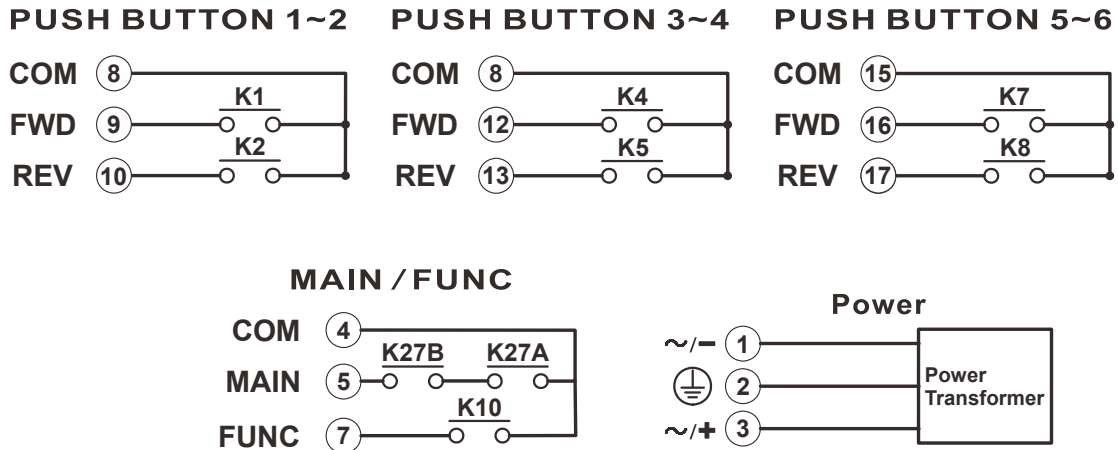 PUSH BUTTON 1~2
COM 8
K1
FWD 9
K2
REV 10
PUSH BUTTON 3~4
COM 8
K4
FWD 12
K5
REV 13
PUSH BUTTON 5~6
COM 15
K7
FWD 16
K8
REV 17
MAIN / FUNC
COM 4
K27B K27A
MAIN 5
K10
FUNC 7
Power
~/− 1
2
~/+ 3
Power
Transformer